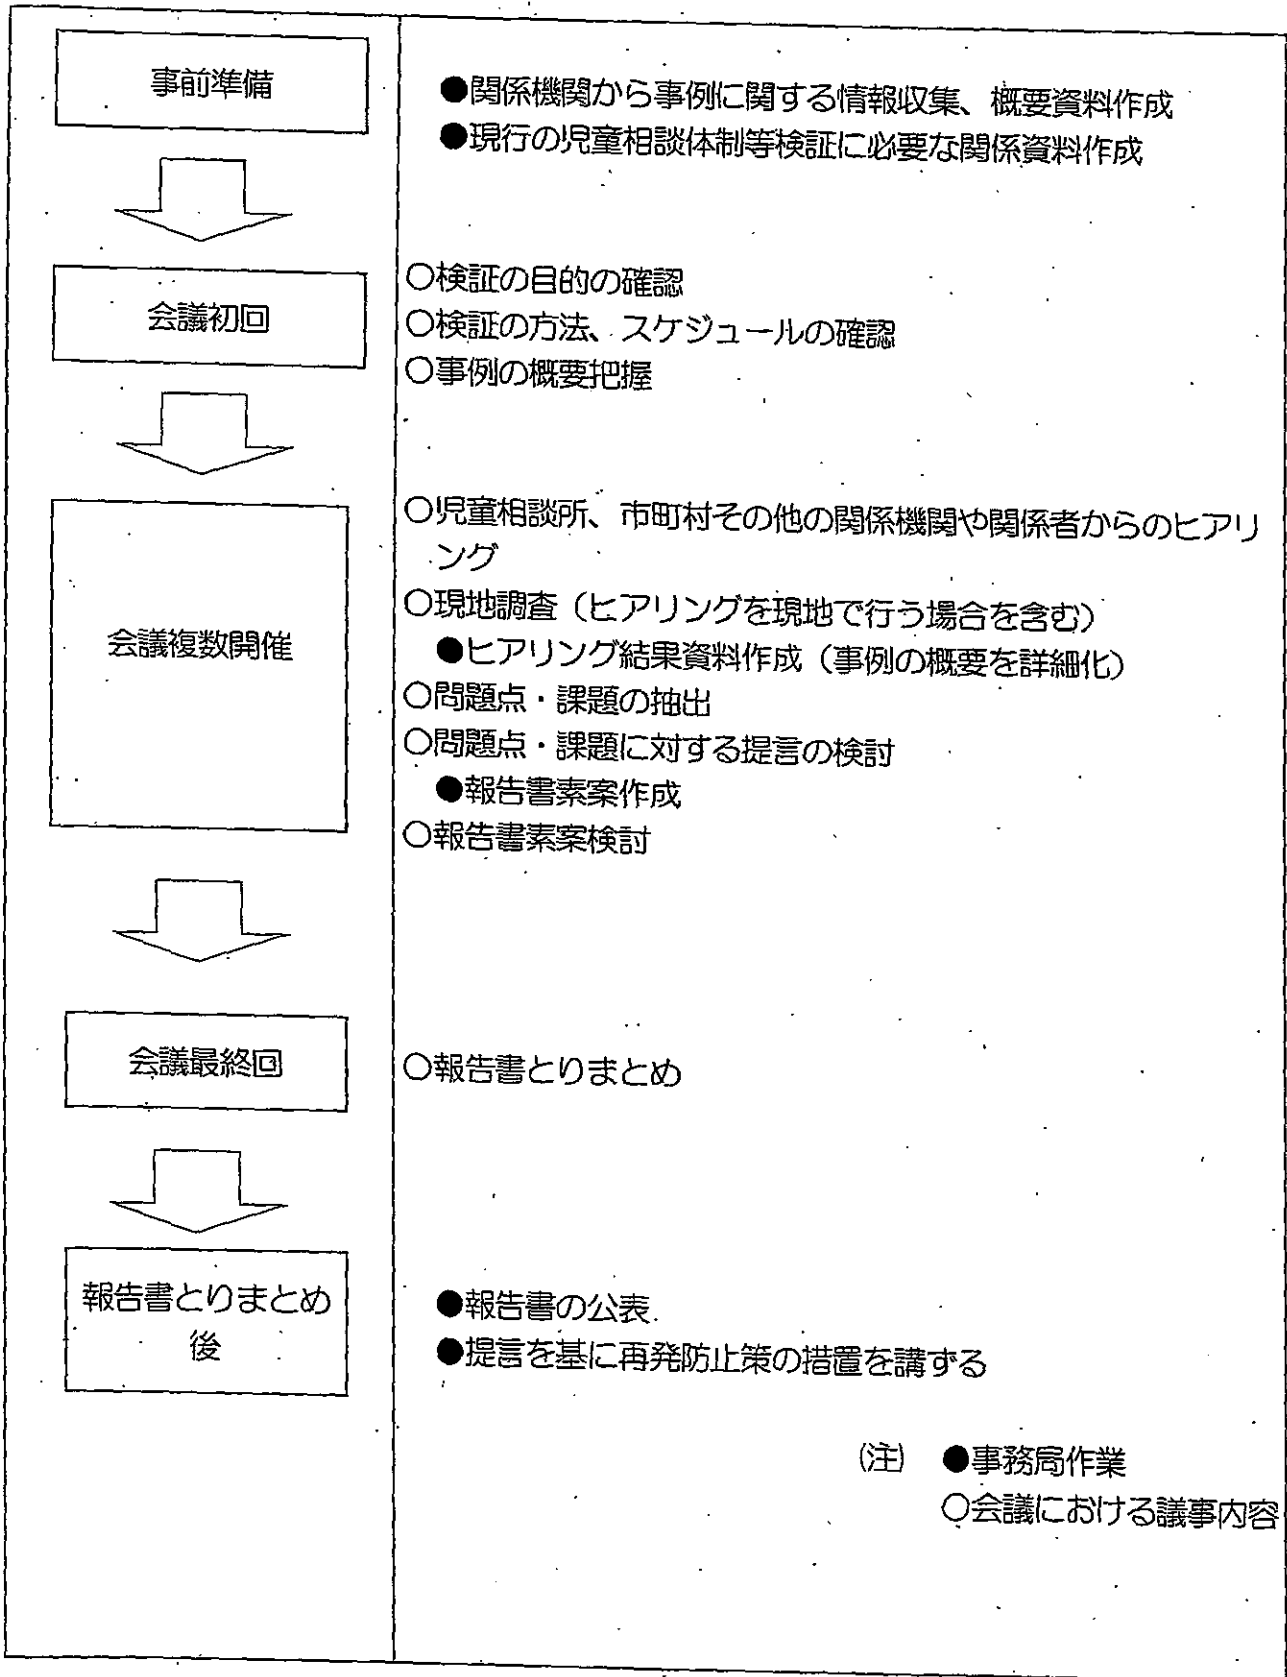 事前準備
●関係機関から事例に関する情報収集、概要資料作成
●現行の児童相談体制等検証に必要な関係資料作成
会議初回
○検証の目的の確認
○検証の方法、スケジュールの確認
○事例の概要把握
会議複数開催
○児童相談所、市町村その他の関係機関や関係者からのヒアリ
ング
○現地調査（ヒアリングを現地で行う場合を含む）
●ヒアリング結果資料作成（事例の概要を詳細化）
○問題点・課題の抽出
○問題点・課題に対する提言の検討
●報告書素案作成
○報告書素案検討
会議最終回
○報告書とりまとめ
報告書とりまとめ
後
●報告書の公表
●提言を基に再発防止策の措置を講ずる
（注）　●事務局作業
○会議における議事内容